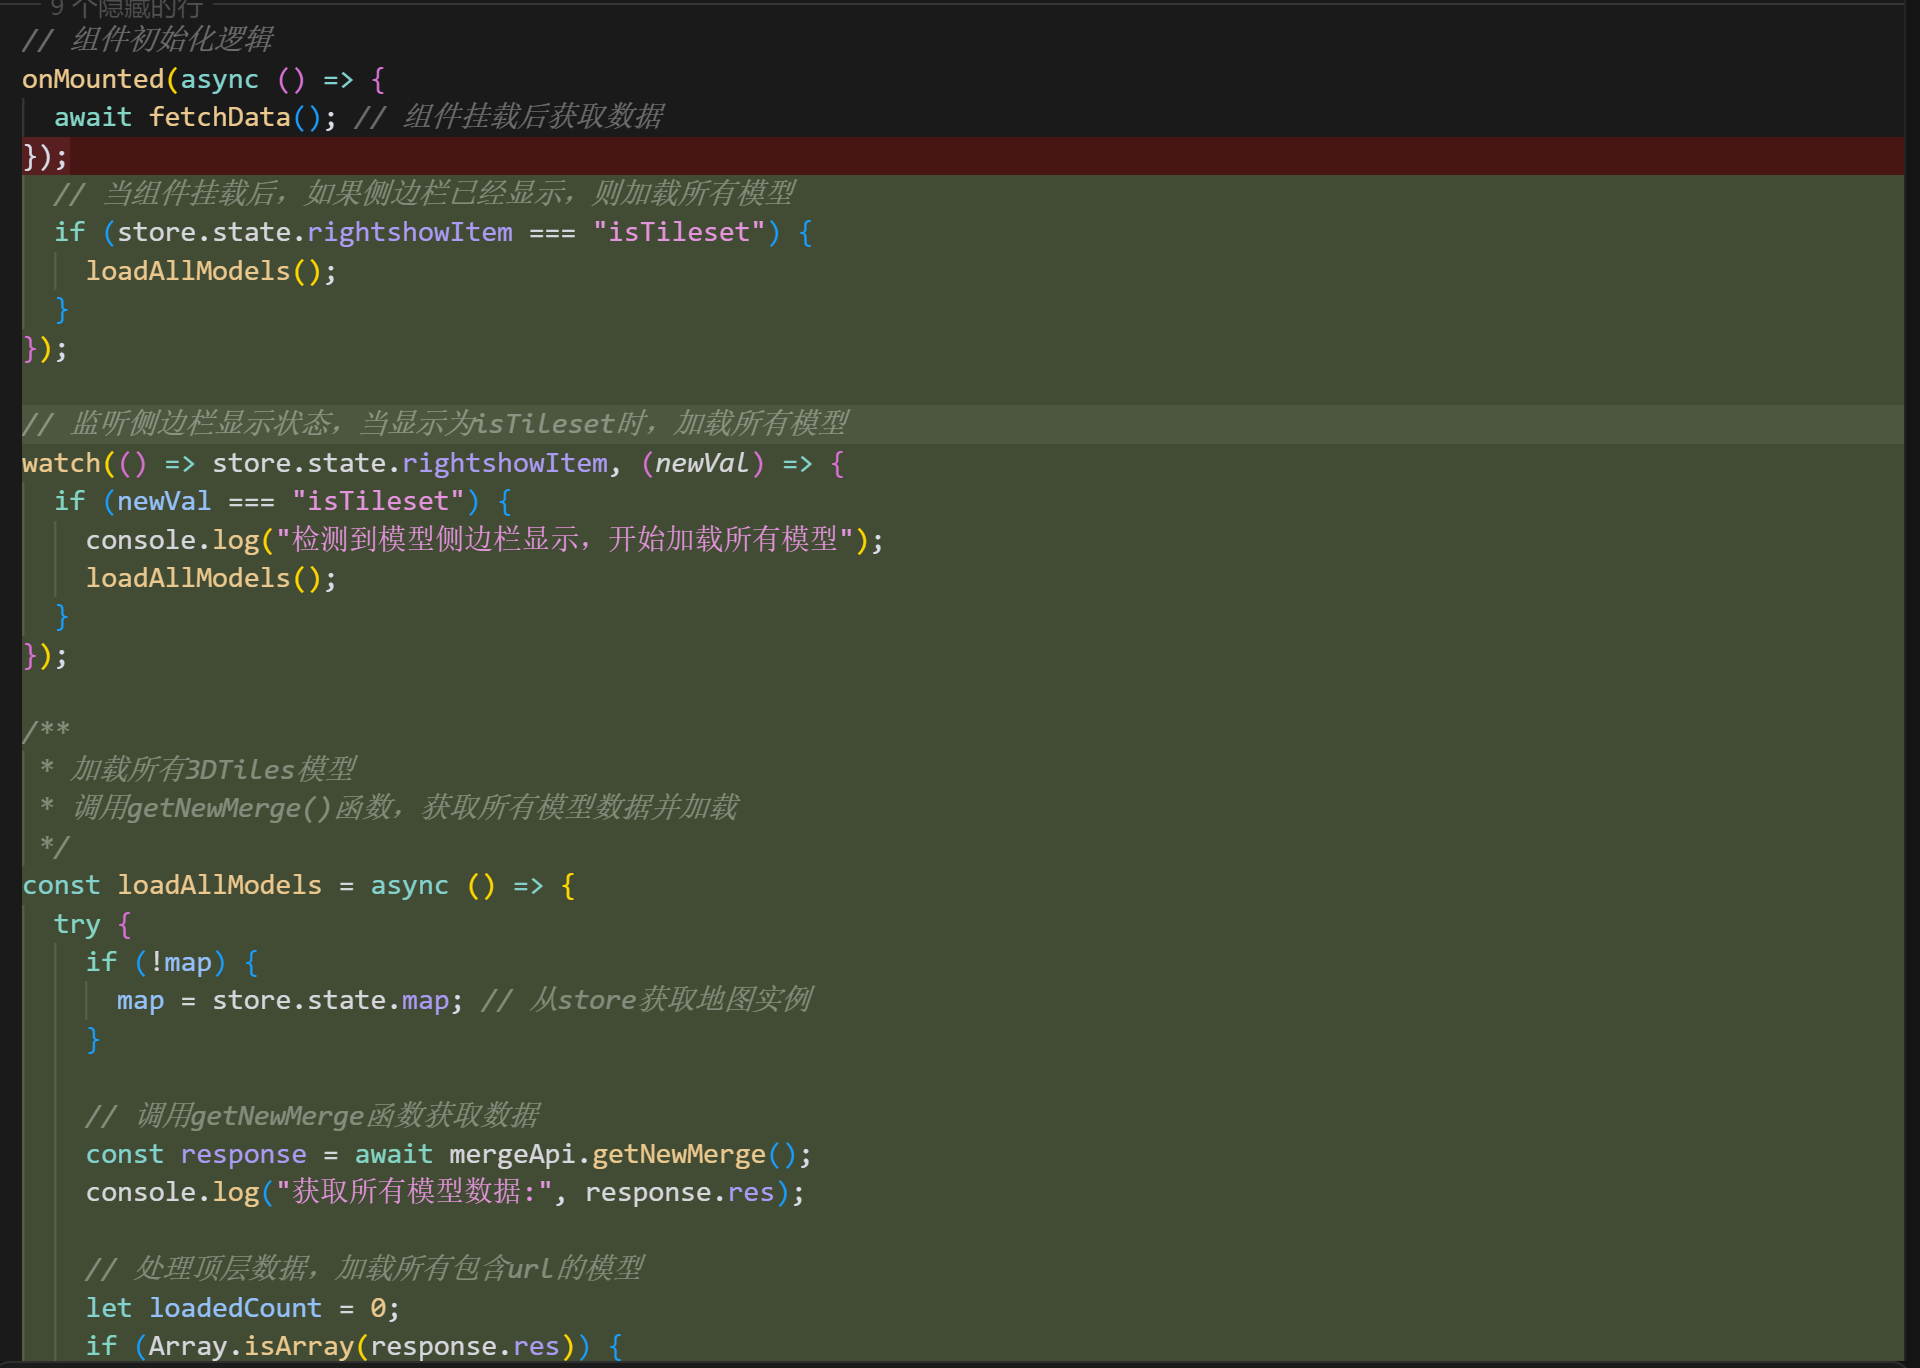 9 个隐藏的行
// 组件初始化逻辑
onMounted(async () => {
  await fetchData(); // 组件挂载后获取数据
});
  // 当组件挂载后，如果侧边栏已经显示，则加载所有模型
  if (store.state.rightshowItem === "isTileset") {
    loadAllModels();
  }
});

// 监听侧边栏显示状态，当显示为isTileset时，加载所有模型
watch(() => store.state.rightshowItem, (newVal) => {
  if (newVal === "isTileset") {
    console.log("检测到模型侧边栏显示，开始加载所有模型");
    loadAllModels();
  }
});

/**
 * 加载所有3DTiles模型
 * 调用getNewMerge()函数，获取所有模型数据并加载
 */
const loadAllModels = async () => {
  try {
    if (!map) {
      map = store.state.map; // 从store获取地图实例
    }

    // 调用getNewMerge函数获取数据
    const response = await mergeApi.getNewMerge();
    console.log("获取所有模型数据:", response.res);

    // 处理顶层数据，加载所有包含url的模型
    let loadedCount = 0;
    if (Array.isArray(response.res)) {